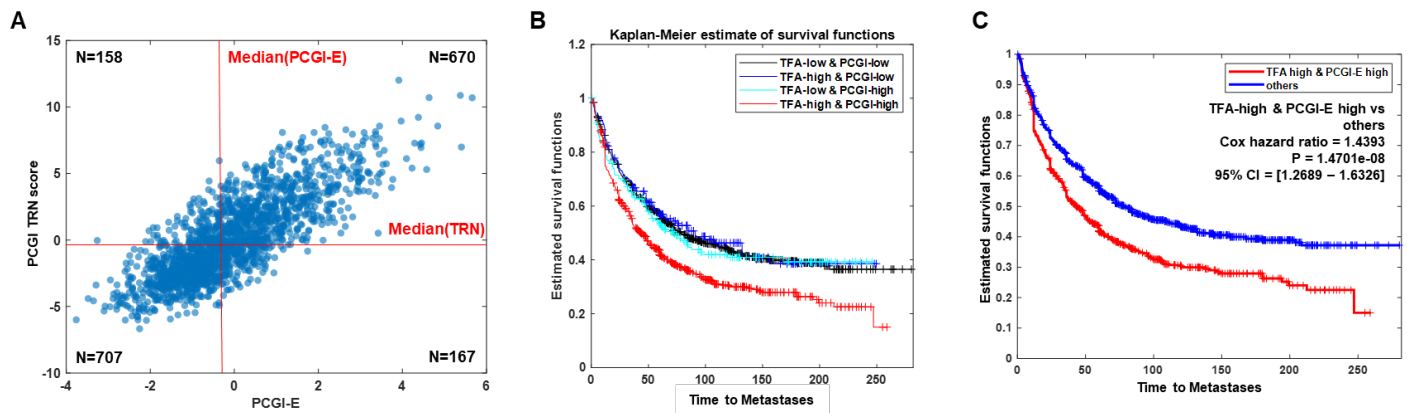 A
N=158
Median(PCGI-E)
N=670
Median(TRN)
N=707
N=167
PCGI TRN score
15
10
5
0
-5
-10
-4
-2
0
2
4
6
PCGI-E
B
Kaplan-Meier estimate of survival functions
TFA-low & PCGI-low
TFA-high & PCGI-low
TFA-low & PCGI-high
TFA-high & PCGI-high
Estimated survival functions
1.2
1
0.8
0.6
0.4
0.2
0
0
50
100
150
200
250
Time to Metastases
C
TFA high & PCGI-E high
others
TFA-high & PCGI-E high vs
others
Cox hazard ratio = 1.4393
P = 1.4701e-08
95% CI = [1.2689 – 1.6326]
Estimated survival functions
1
0.9
0.8
0.7
0.6
0.5
0.4
0.3
0.2
0.1
0
0
50
100
150
200
250
Time to Metastases